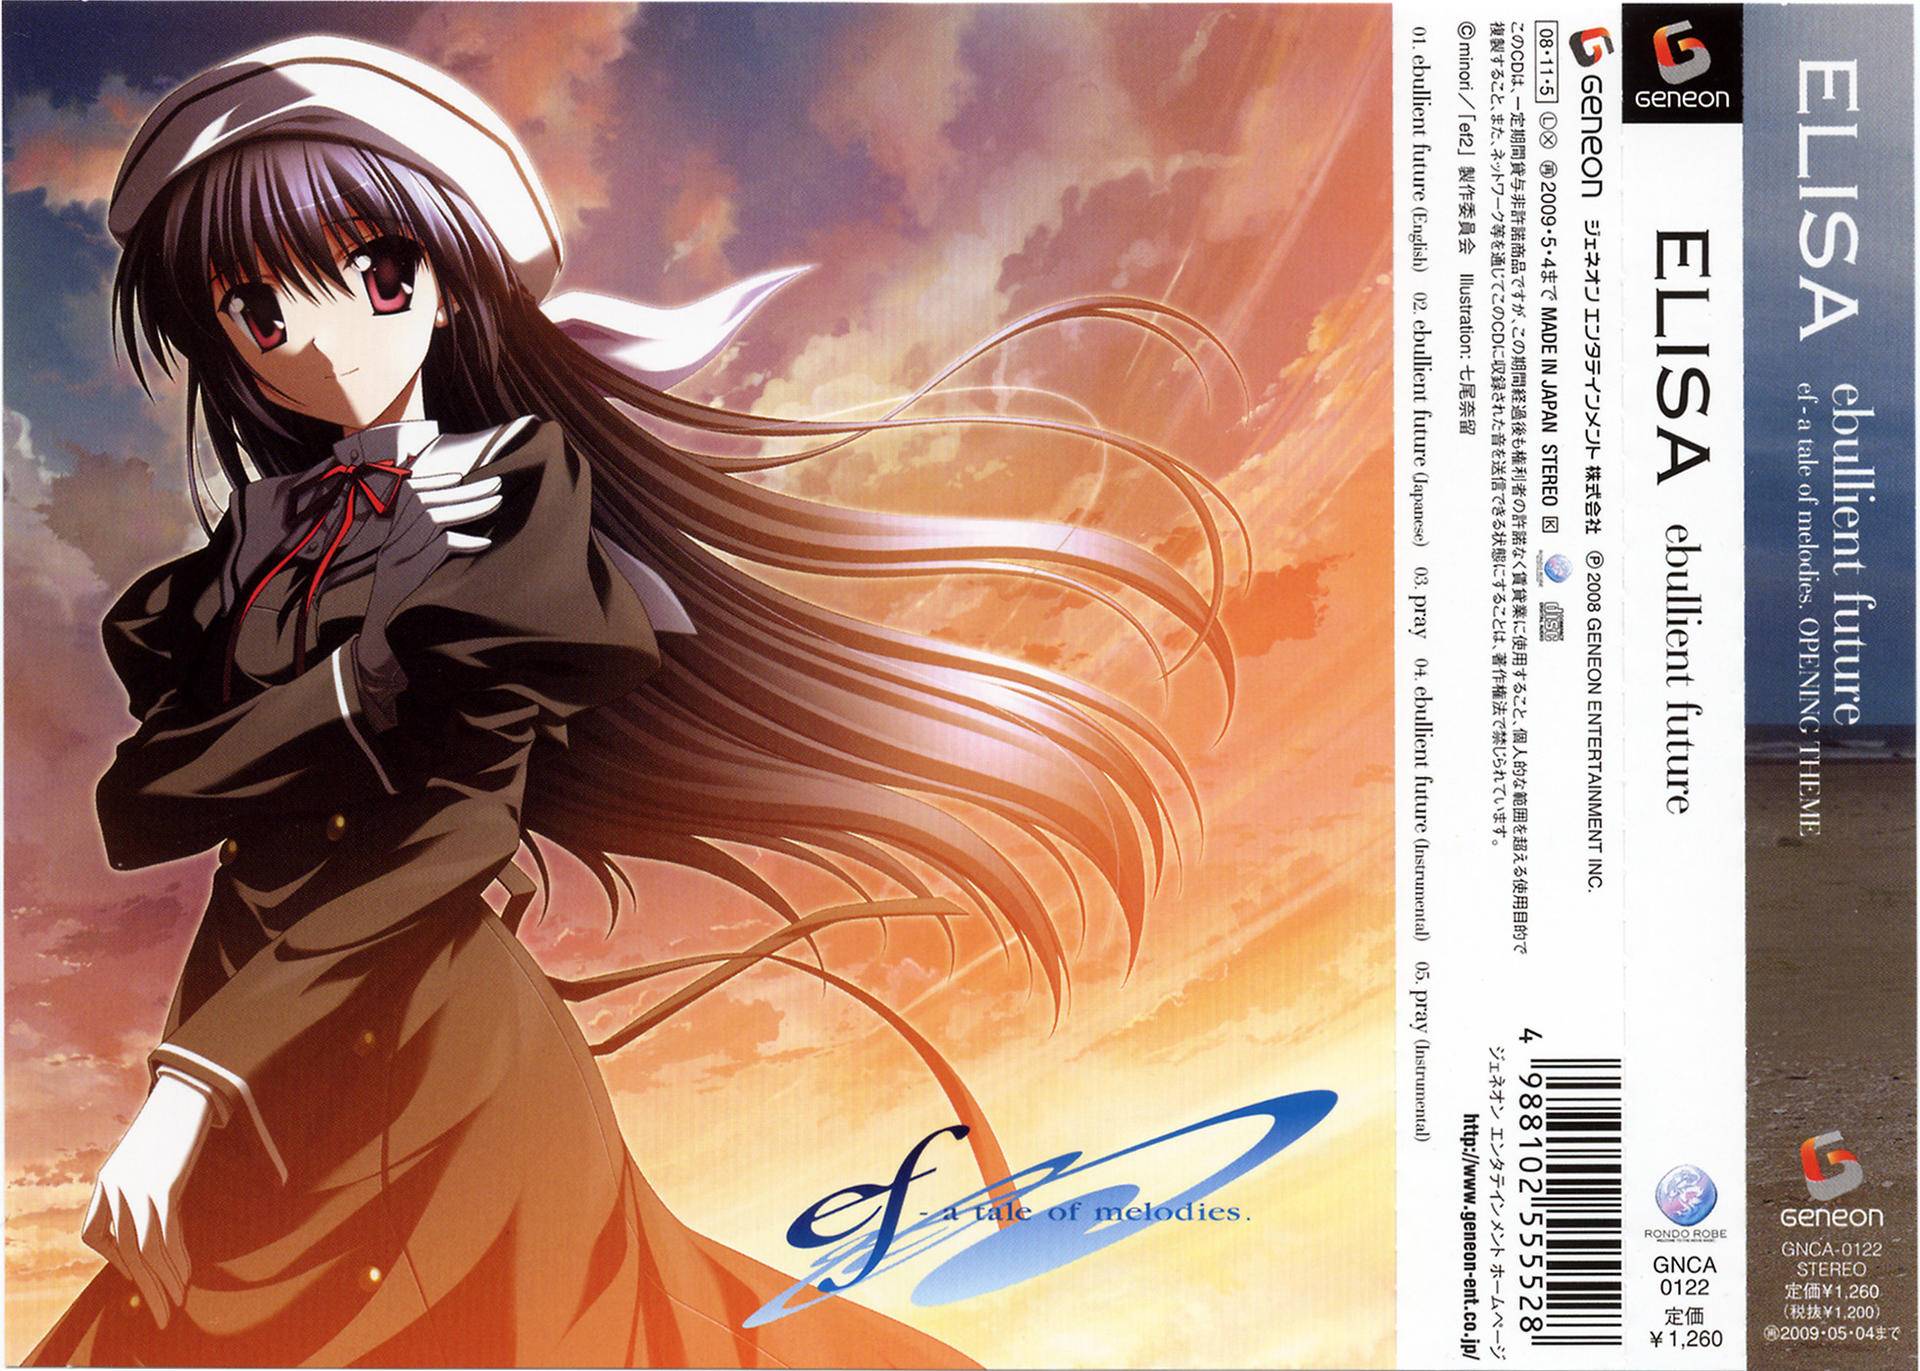 ef - a tale of melodies.
01. ebullient future (English)　02. ebullient future (Japanese)　03. pray　04. ebullient future (Instrumental)　05. pray (Instrumental)
©minori／「ef2」製作委員会　Illustration: 七尾奈留
http://www.geneon-ent.co.jp/
複製すること、また、ネットワーク等を通じてこのCDに収録された音を送信できる状態にすることは、著作権法で禁じられています。
このCDは、一定期間貸与非許諾商品ですが、この期間経過後も権利者の許諾なく賃貸業に使用すること、個人的な範囲を超える使用目的で
ジェネオン エンタテインメント ホームページ
08・11・5 Ⓛ Ⓧ ㊢2009・5・4まで MADE IN JAPAN STEREO K
COMPACT disc DIGITAL AUDIO
4 988102 555528
GENEON ジェネオン エンタテインメント 株式会社 Ⓟ2008 GENEON ENTERTAINMENT INC.
GENEON
ELISA ebullient future
RONDO ROBE
GNCA
0122
定価
¥1,260
ELISA ebullient future
ef - a tale of melodies. OPENING THEME
GENEON
GNCA-0122
STEREO
定価¥1,260
(税抜¥1,200)
2009・05・04まで